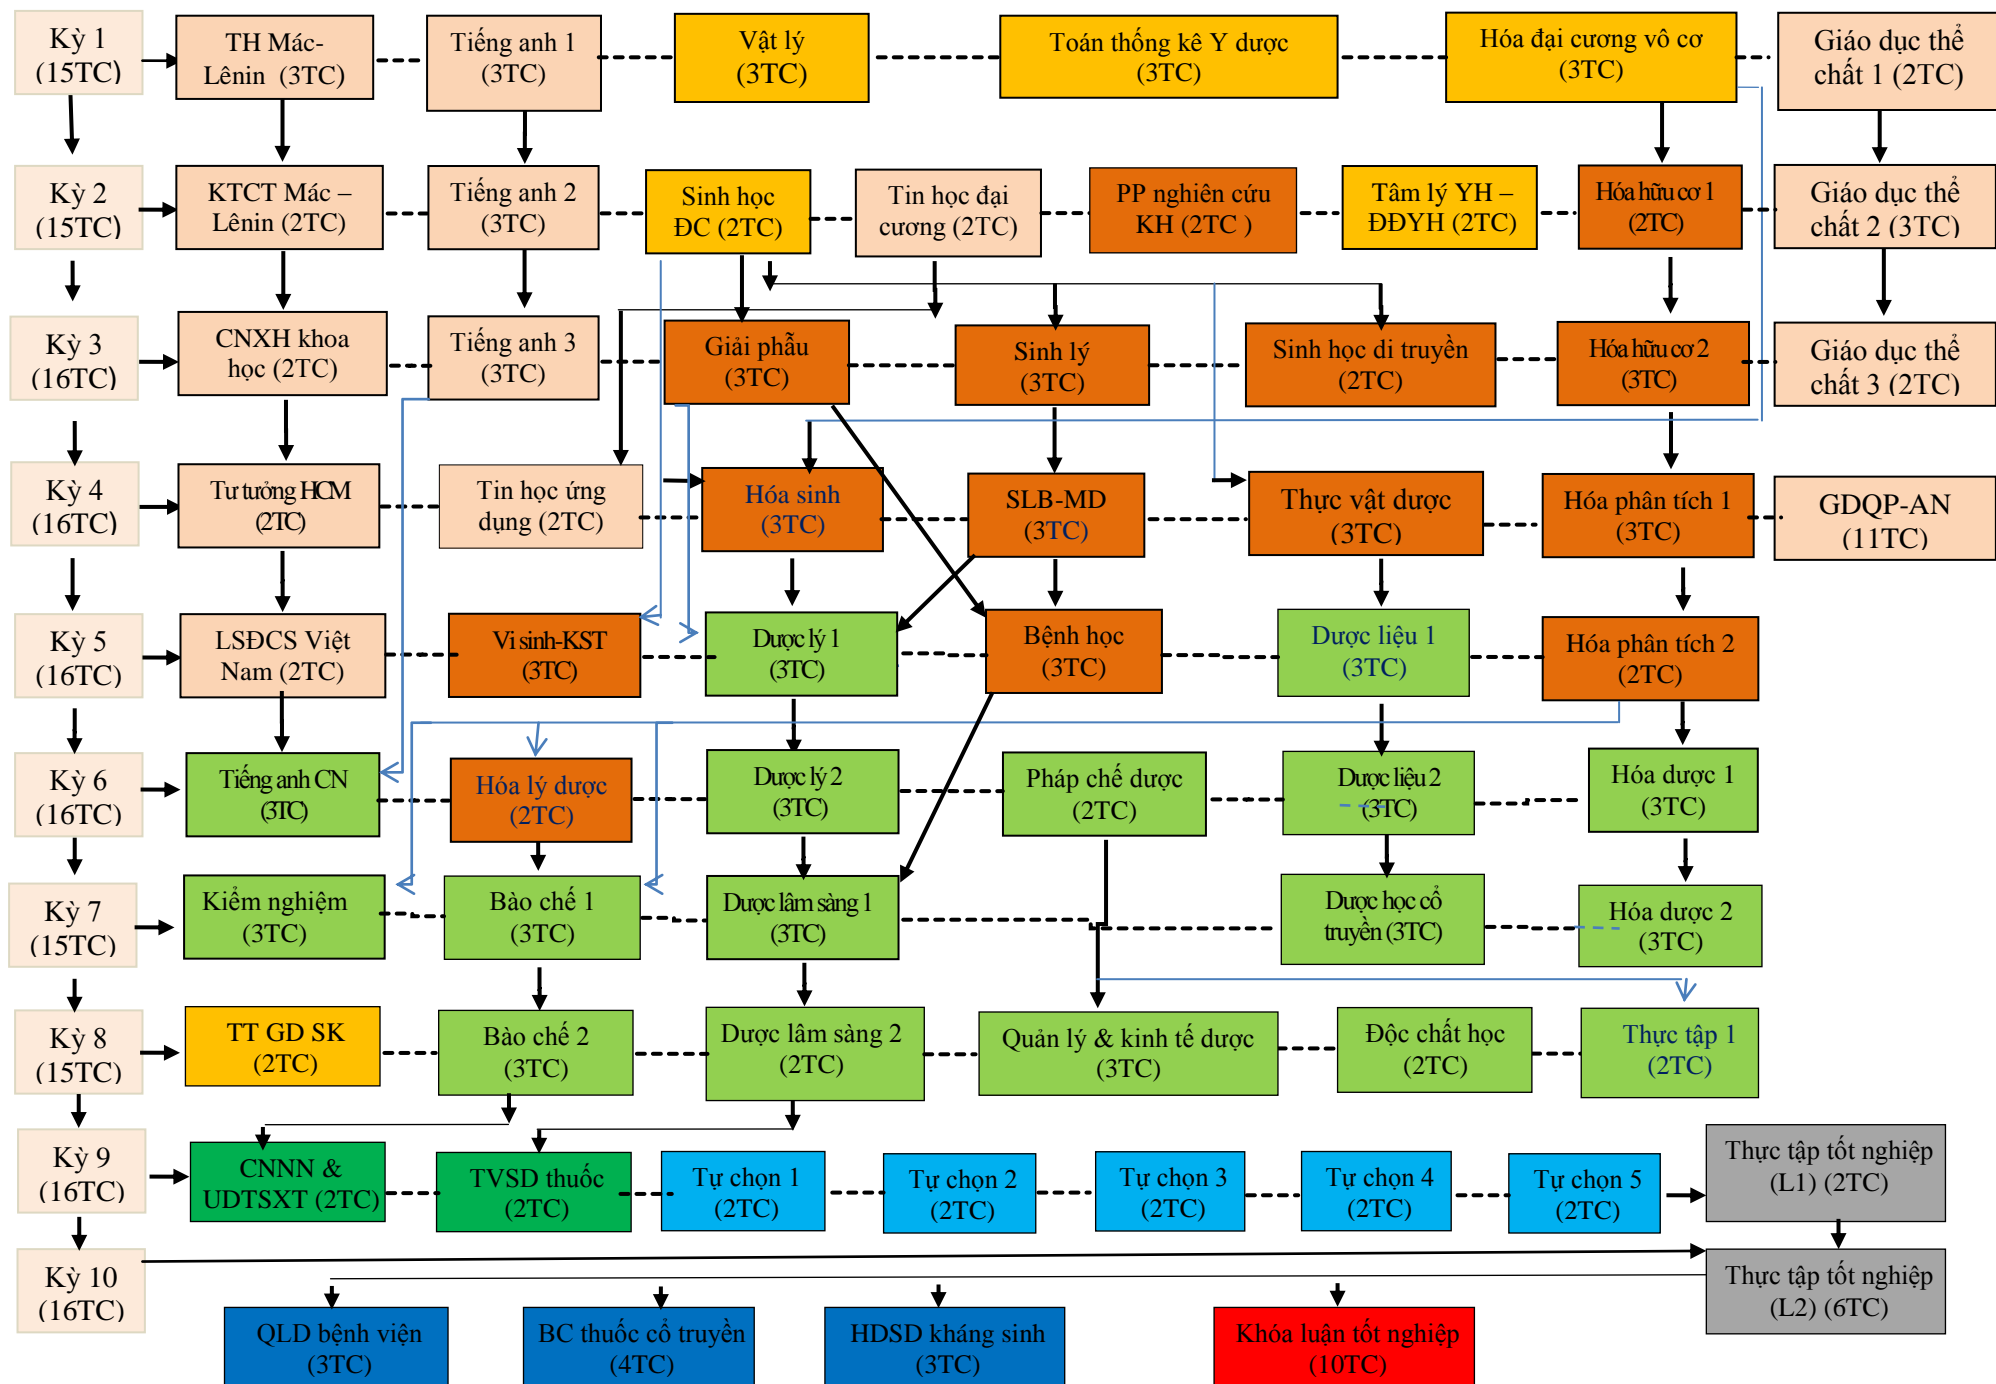 Kỳ 1
(15TC)
TH Mác-
Lênin (3TC)
Tiếng anh 1
(3TC)
Vật lý
(3TC)
Toán thống kê Y dược
(3TC)
Hóa đại cương vô cơ
(3TC)
Giáo dục thể
chất 1 (2TC)
Kỳ 2
(15TC)
KTCT Mác –
Lênin (2TC)
Tiếng anh 2
(3TC)
Sinh học
ĐC (2TC)
Tin học đại
cương (2TC)
PP nghiên cứu
KH (2TC )
Tâm lý YH –
ĐĐYH (2TC)
Hóa hữu cơ 1
(2TC)
Giáo dục thể
chất 2 (3TC)
Kỳ 3
(16TC)
CNXH khoa
học (2TC)
Tiếng anh 3
(3TC)
Giải phẫu
(3TC)
Sinh lý
(3TC)
Sinh học di truyền
(2TC)
Hóa hữu cơ 2
(3TC)
Giáo dục thể
chất 3 (2TC)
Kỳ 4
(16TC)
Tư tưởng HCM
(2TC)
Tin học ứng
dụng (2TC)
Hóa sinh
(3TC)
SLB-MD
(3TC)
Thực vật dược
(3TC)
Hóa phân tích 1
(3TC)
GDQP-AN
(11TC)
Kỳ 5
(16TC)
LSĐCS Việt
Nam (2TC)
Vi sinh-KST
(3TC)
Dược lý 1
(3TC)
Bệnh học
(3TC)
Dược liệu 1
(3TC)
Hóa phân tích 2
(2TC)
Kỳ 6
(16TC)
Tiếng anh CN
(3TC)
Hóa lý dược
(2TC)
Dược lý 2
(3TC)
Pháp chế dược
(2TC)
Dược liệu 2
(3TC)
Hóa dược 1
(3TC)
Kỳ 7
(15TC)
Kiểm nghiệm
(3TC)
Bào chế 1
(3TC)
Dược lâm sàng 1
(3TC)
Dược học cổ
truyền (3TC)
Hóa dược 2
(3TC)
Kỳ 8
(15TC)
TT GD SK
(2TC)
Bào chế 2
(3TC)
Dược lâm sàng 2
(2TC)
Quản lý & kinh tế dược
(3TC)
Độc chất học
(2TC)
Thực tập 1
(2TC)
Kỳ 9
(16TC)
CNNN &
UDTSXT (2TC)
TVSD thuốc
(2TC)
Tự chọn 1
(2TC)
Tự chọn 2
(2TC)
Tự chọn 3
(2TC)
Tự chọn 4
(2TC)
Tự chọn 5
(2TC)
Thực tập tốt nghiệp
(L1) (2TC)
Kỳ 10
(16TC)
Thực tập tốt nghiệp
(L2) (6TC)
QLD bệnh viện
(3TC)
BC thuốc cổ truyền
(4TC)
HDSD kháng sinh
(3TC)
Khóa luận tốt nghiệp
(10TC)